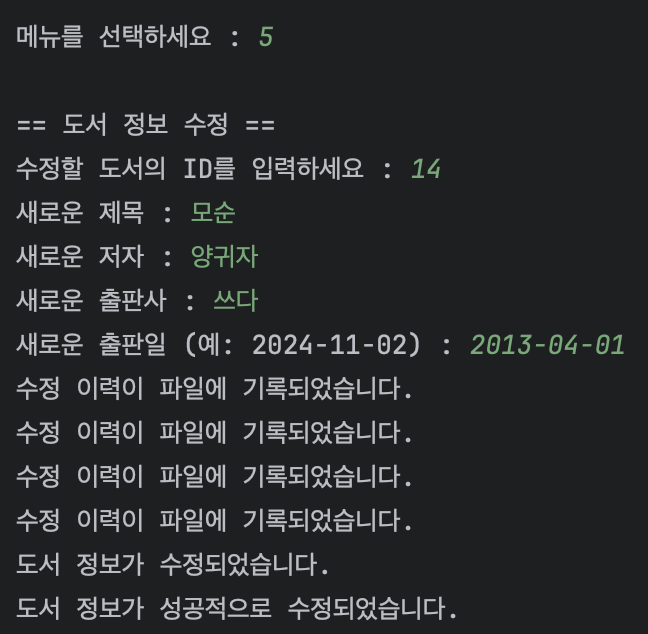 메뉴를 선택하세요 : 5
== 도서 정보 수정 ==
수정할 도서의 ID를 입력하세요 : 14
새로운 제목 : 모순
새로운 저자 : 양귀자
새로운 출판사 : 쓰다
새로운 출판일 (예: 2024-11-02) : 2013-04-01
수정 이력이 파일에 기록되었습니다.
수정 이력이 파일에 기록되었습니다.
수정 이력이 파일에 기록되었습니다.
수정 이력이 파일에 기록되었습니다.
도서 정보가 수정되었습니다.
도서 정보가 성공적으로 수정되었습니다.